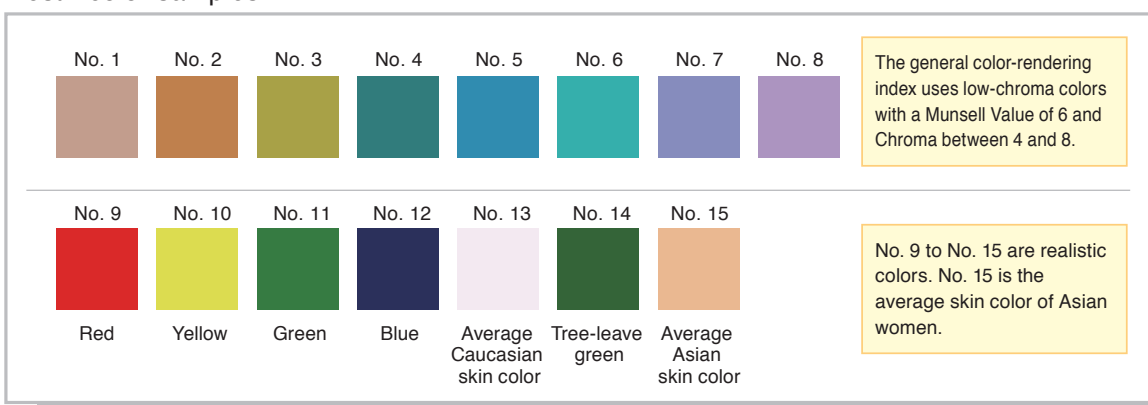 No. 1 No. 2 No. 3 No. 4 No. 5 No. 6 No. 7 No. 8
The general color-rendering
index uses low-chroma colors
with a Munsell Value of 6 and
Chroma between 4 and 8.
No. 9 No. 10 No. 11 No. 12 No. 13 No. 14 No. 15
Red Yellow Green Blue Average Tree-leave Average
Caucasian green Asian
skin color skin color
No. 9 to No. 15 are realistic
colors. No. 15 is the
average skin color of Asian
women.